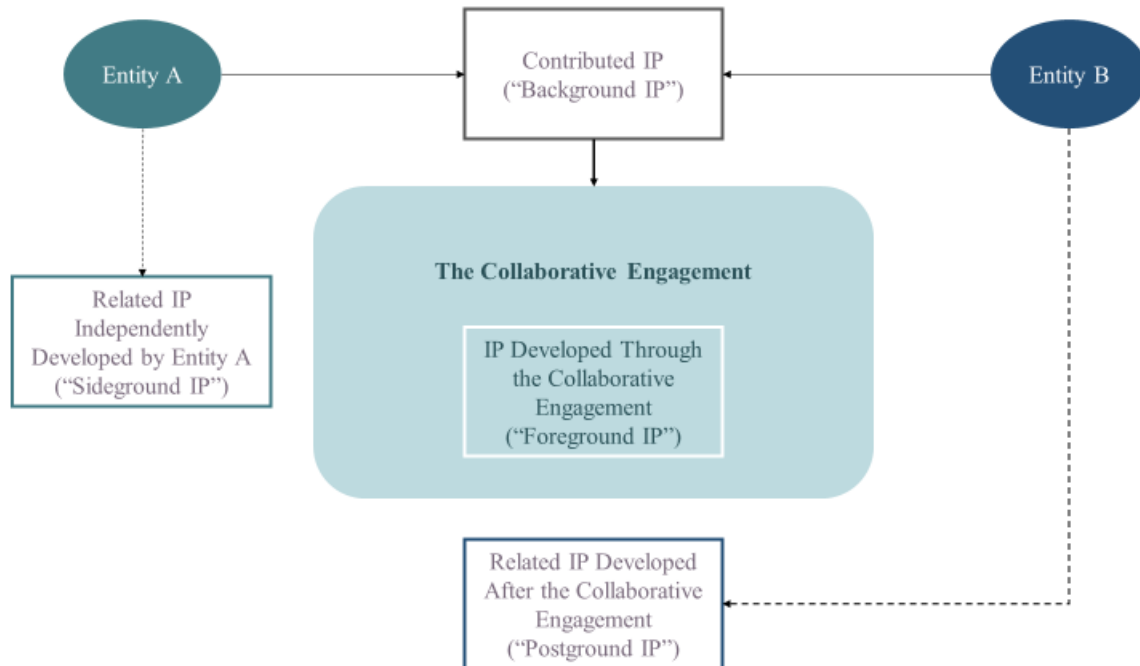 Entity A
Contributed IP
(“Background IP”)
Entity B
The Collaborative Engagement
Related IP
Independently
Developed by Entity A
(“Sideground IP”)
IP Developed Through
the Collaborative
Engagement
(“Foreground IP”)
Related IP Developed
After the Collaborative
Engagement
(“Postground IP”)